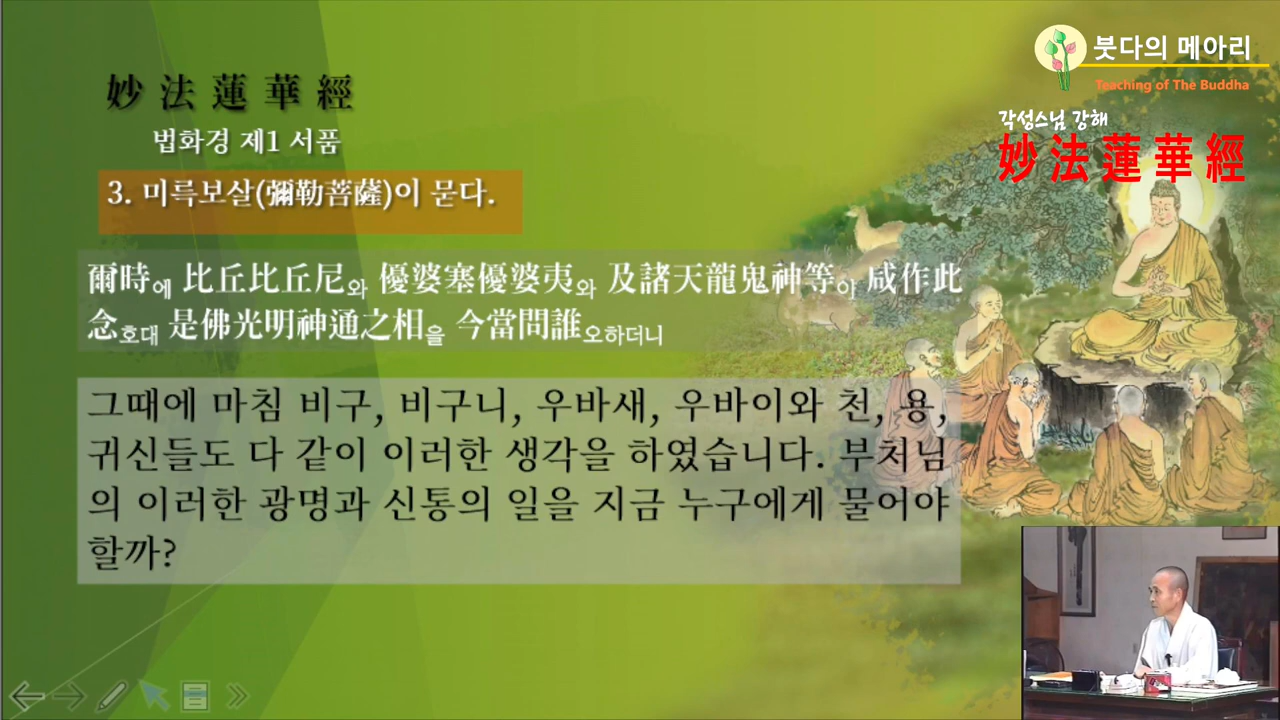 妙法蓮華經
법화경 제1 서품
3. 미륵보살(彌勒菩薩)이 묻다.
爾時에 比丘比丘尼와 優婆塞優婆夷와 及諸天龍鬼神等이 咸作此
念호대 是佛光明神通之相을 今當問誰오하더니
그때에 마침 비구, 비구니, 우바새, 우바이와 천, 용,
귀신들도 다 같이 이러한 생각을 하였습니다. 부처님
의 이러한 광명과 신통의 일을 지금 누구에게 물어야
할까?
붓다의 메아리
Teaching of The Buddha
각성스님 강해
妙法蓮華經